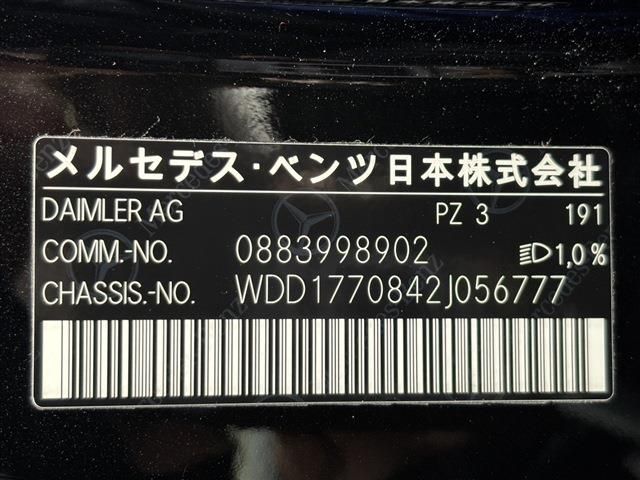 メルセデス・ベンツ日本株式会社
DAIMLER AG PZ 3 191
COMM.-NO. 0883998902 1,0%
CHASSIS.-NO. WDD1770842J056777